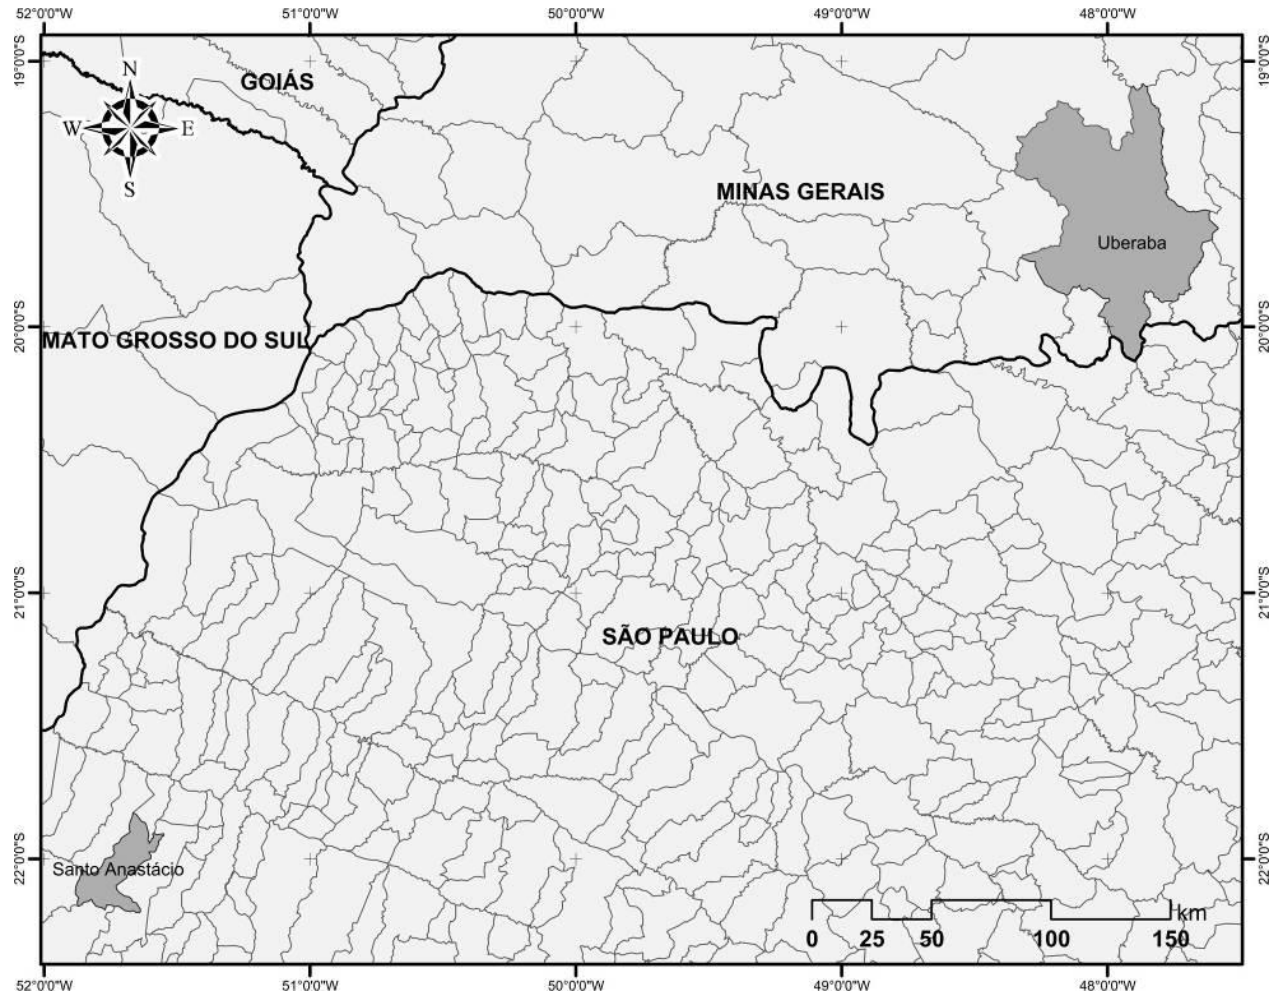 52°0'0"W 51°0'0"W 50°0'0"W 49°0'0"W 48°0'0"W
19°0'0"S 19°0'0"S
N
GOIÁS
W E
S
MINAS GERAIS
Uberaba
20°0'0"S 20°0'0"S
MATO GROSSO DO SUL
21°0'0"S 21°0'0"S
SÃO PAULO
22°0'0"S 22°0'0"S
Santo Anastácio
km
0 25 50 100 150
52°0'0"W 51°0'0"W 50°0'0"W 49°0'0"W 48°0'0"W